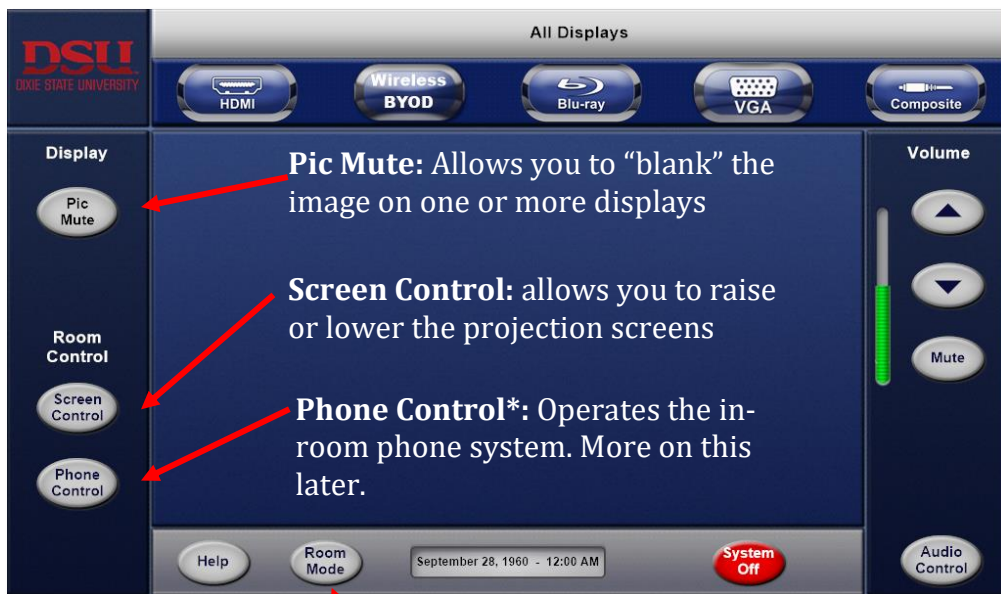 DSU
DIXIE STATE UNIVERSITY
All Displays
HDMI
Wireless
BYOD
Blu-ray
VGA
Composite
Display
Pic
Mute
Room
Control
Screen
Control
Phone
Control
Pic Mute: Allows you to “blank” the
image on one or more displays
Screen Control: allows you to raise
or lower the projection screens
Phone Control*: Operates the in-
room phone system. More on this
later.
Volume
Mute
Help
Room
Mode
September 28, 1960 - 12:00 AM
System
Off
Audio
Control